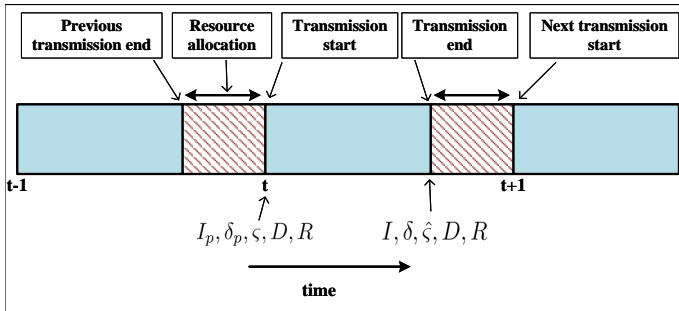 Previous
transmission end
Resource
allocation
Transmission
start
Transmission
end
Next transmission
start
t-1
t
t+1
I_p, δ_p, ς, D, R
I, δ, ς̂, D, R
time